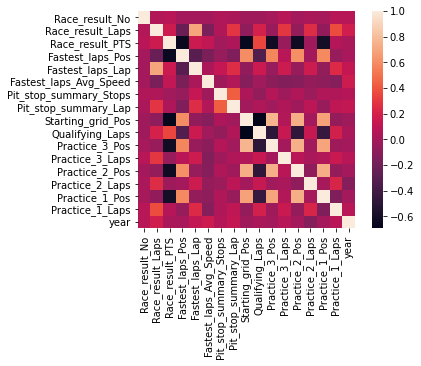 Race_result_No
Race_result_Laps
Race_result_PTS
Fastest_laps_Pos
Fastest_laps_Lap
Fastest_laps_Avg_Speed
Pit_stop_summary_Stops
Pit_stop_summary_Lap
Starting_grid_Pos
Qualifying_Laps
Practice_3_Pos
Practice_3_Laps
Practice_2_Pos
Practice_2_Laps
Practice_1_Pos
Practice_1_Laps
year
Race_result_No
Race_result_Laps
Race_result_PTS
Fastest_laps_Pos
Fastest_laps_Lap
Fastest_laps_Avg_Speed
Pit_stop_summary_Stops
Pit_stop_summary_Lap
Starting_grid_Pos
Qualifying_Laps
Practice_3_Pos
Practice_3_Laps
Practice_2_Pos
Practice_2_Laps
Practice_1_Pos
Practice_1_Laps
year
1.0
0.8
0.6
0.4
0.2
0.0
−0.2
−0.4
−0.6